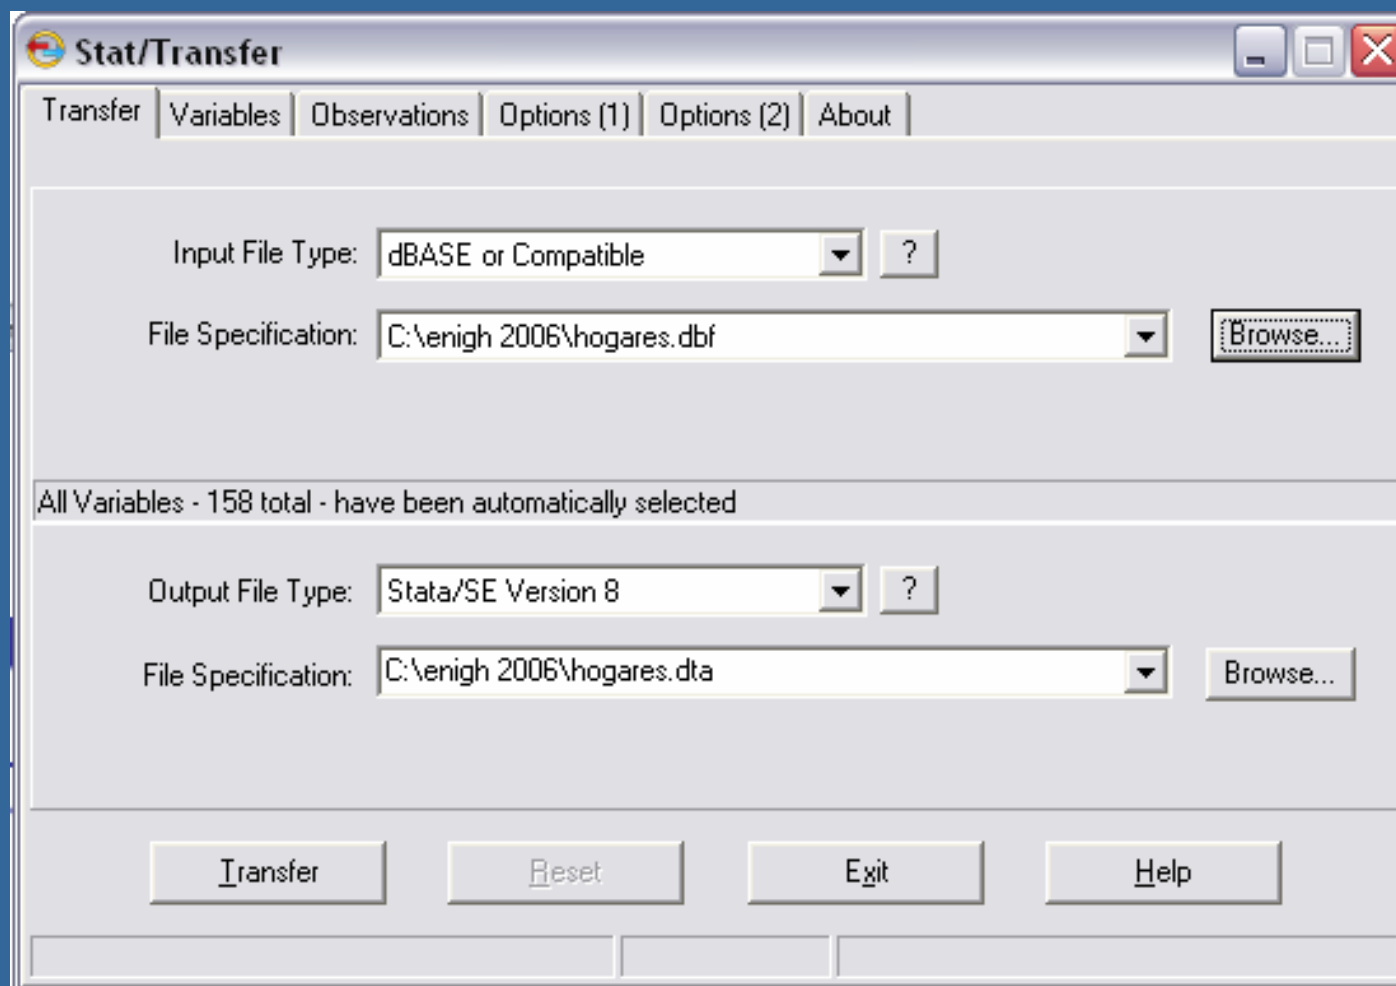 Stat/Transfer
Transfer Variables Observations Options (1) Options (2) About
Input File Type: dBASE or Compatible ?
File Specification: C:\enigh 2006\hogares.dbf Browse...
All Variables - 158 total - have been automatically selected
Output File Type: Stata/SE Version 8 ?
File Specification: C:\enigh 2006\hogares.dta Browse...
Transfer Reset Exit Help